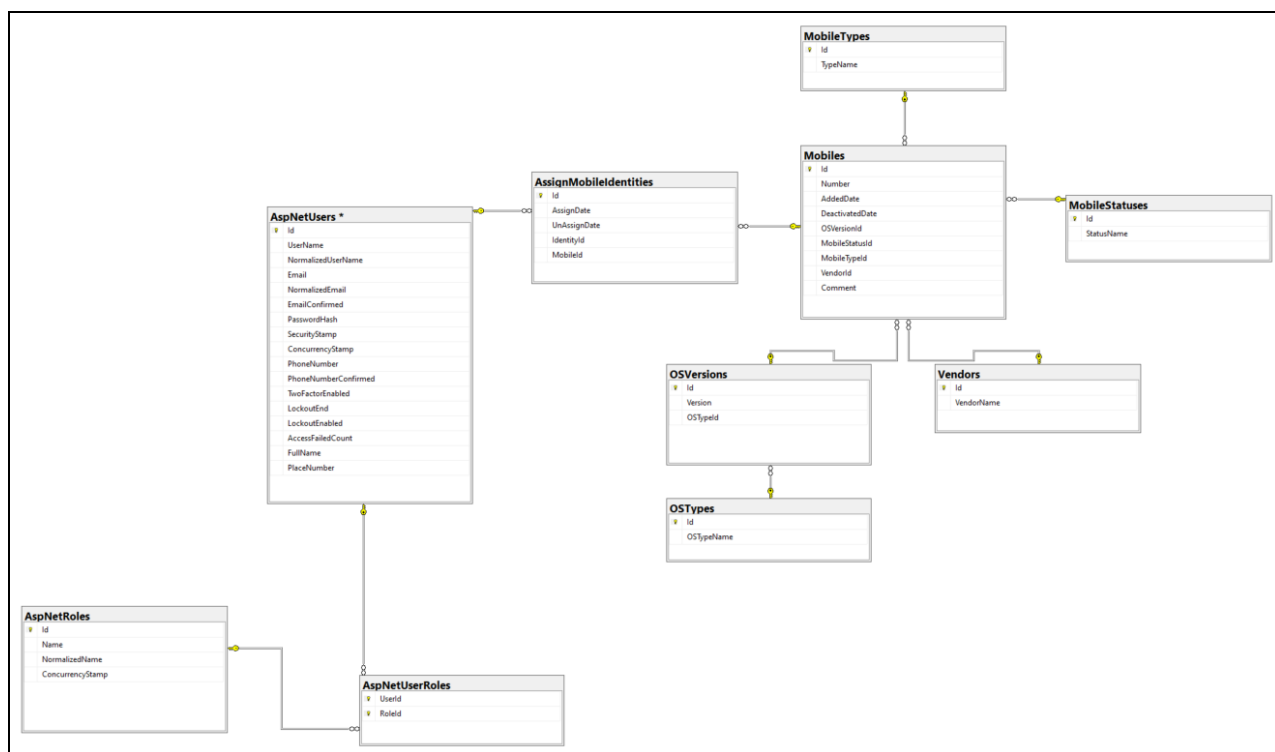 MobileTypes
Id
TypeName
Mobiles
Id
Number
AddedDate
DeactivatedDate
OSVersionId
MobileStatusId
MobileTypeId
VendorId
Comment
MobileStatuses
Id
StatusName
AssignMobileIdentities
Id
AssignDate
UnAssignDate
IdentityId
MobileId
AspNetUsers *
Id
UserName
NormalizedUserName
Email
NormalizedEmail
EmailConfirmed
PasswordHash
SecurityStamp
ConcurrencyStamp
PhoneNumber
PhoneNumberConfirmed
TwoFactorEnabled
LockoutEnd
LockoutEnabled
AccessFailedCount
FullName
PlaceNumber
OSVersions
Id
Version
OSTypeId
Vendors
Id
VendorName
OSTypes
Id
OSTypeName
AspNetRoles
Id
Name
NormalizedName
ConcurrencyStamp
AspNetUserRoles
UserId
RoleId